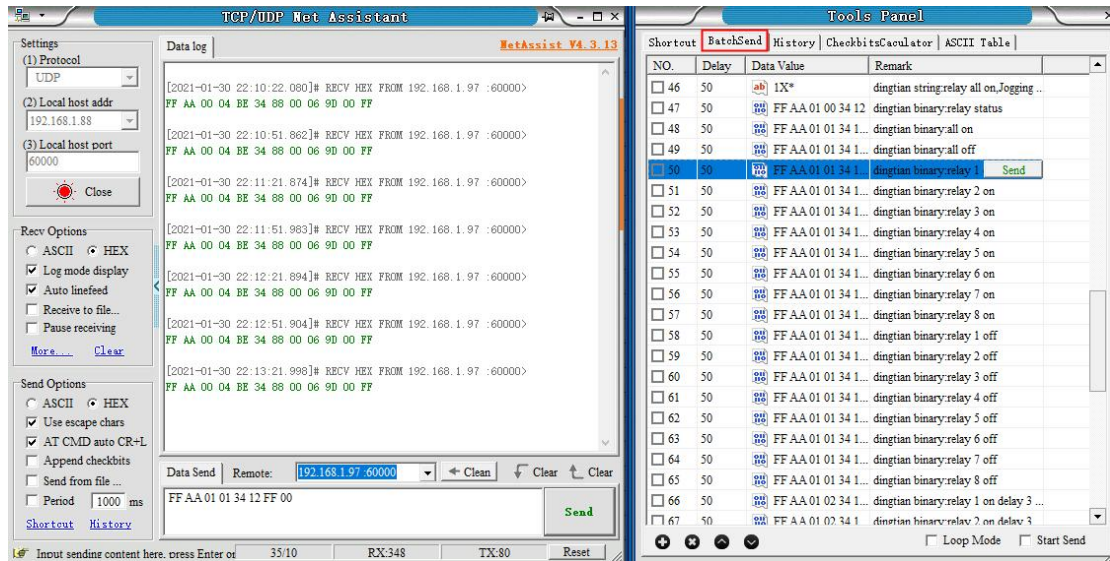 TCP/UDP Net Assistant
Settings
(1) Protocol
UDP
(2) Local host addr
192.168.1.88
(3) Local host port
60000
Close
Recv Options
ASCII HEX
Log mode display
Auto linefeed
Receive to file...
Pause receiving
More... Clear
Send Options
ASCII HEX
Use escape chars
AT CMD auto CR+L
Append checkbits
Send from file ...
Period 1000 ms
Shortcut History
Data log NetAssist V4.3.13
[2021-01-30 22:10:22.080]# RECV HEX FROM 192.168.1.97 :60000>
FF AA 00 04 BE 34 88 00 06 9D 00 FF
[2021-01-30 22:10:51.862]# RECV HEX FROM 192.168.1.97 :60000>
FF AA 00 04 BE 34 88 00 06 9D 00 FF
[2021-01-30 22:11:21.874]# RECV HEX FROM 192.168.1.97 :60000>
FF AA 00 04 BE 34 88 00 06 9D 00 FF
[2021-01-30 22:11:51.983]# RECV HEX FROM 192.168.1.97 :60000>
FF AA 00 04 BE 34 88 00 06 9D 00 FF
[2021-01-30 22:12:21.894]# RECV HEX FROM 192.168.1.97 :60000>
FF AA 00 04 BE 34 88 00 06 9D 00 FF
[2021-01-30 22:12:51.904]# RECV HEX FROM 192.168.1.97 :60000>
FF AA 00 04 BE 34 88 00 06 9D 00 FF
[2021-01-30 22:13:21.998]# RECV HEX FROM 192.168.1.97 :60000>
FF AA 00 04 BE 34 88 00 06 9D 00 FF
Data Send Remote: 192.168.1.97 :60000 Clean Clear Clear
FF AA 01 01 34 12 FF 00
Send
Input sending content here, press Enter or 35/10 RX:348 TX:80 Reset
Tools Panel
Shortcut BatchSend History CheckbitsCaculator ASCII Table
NO. Delay Data Value Remark
46 50 1X* dingtian string:relay all on,Jogging ..
47 50 FF AA 01 00 34 12 dingtian binary:relay status
48 50 FF AA 01 01 34 1... dingtian binary:all on
49 50 FF AA 01 01 34 1... dingtian binary:all off
50 50 FF AA 01 01 34 1... dingtian binary:relay 1 Send
51 50 FF AA 01 01 34 1... dingtian binary:relay 2 on
52 50 FF AA 01 01 34 1... dingtian binary:relay 3 on
53 50 FF AA 01 01 34 1... dingtian binary:relay 4 on
54 50 FF AA 01 01 34 1... dingtian binary:relay 5 on
55 50 FF AA 01 01 34 1... dingtian binary:relay 6 on
56 50 FF AA 01 01 34 1... dingtian binary:relay 7 on
57 50 FF AA 01 01 34 1... dingtian binary:relay 8 on
58 50 FF AA 01 01 34 1... dingtian binary:relay 1 off
59 50 FF AA 01 01 34 1... dingtian binary:relay 2 off
60 50 FF AA 01 01 34 1... dingtian binary:relay 3 off
61 50 FF AA 01 01 34 1... dingtian binary:relay 4 off
62 50 FF AA 01 01 34 1... dingtian binary:relay 5 off
63 50 FF AA 01 01 34 1... dingtian binary:relay 6 off
64 50 FF AA 01 01 34 1... dingtian binary:relay 7 off
65 50 FF AA 01 01 34 1... dingtian binary:relay 8 off
66 50 FF AA 01 02 34 1... dingtian binary:relay 1 on delay 3 ...
67 50 FF AA 01 02 34 1 dingtian binary:relay 2 on delay 3
Loop Mode Start Send